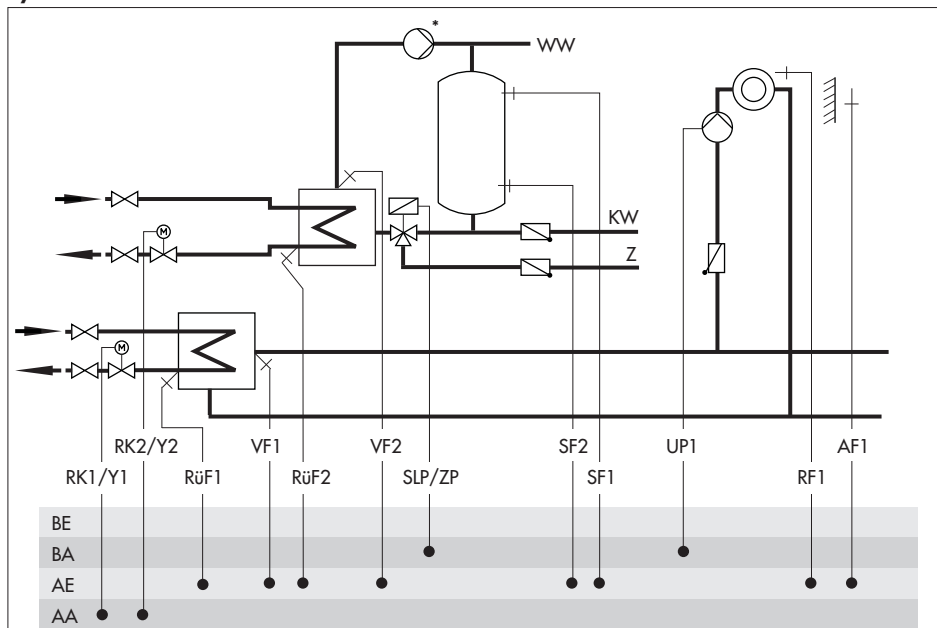 *
WW
KW
Z
M
M
RK2/Y2 VF1 VF2 SF2 UP1 AF1
RK1/Y1 RüF1 RüF2 SLP/ZP SF1 RF1
BE
BA
AE
AA